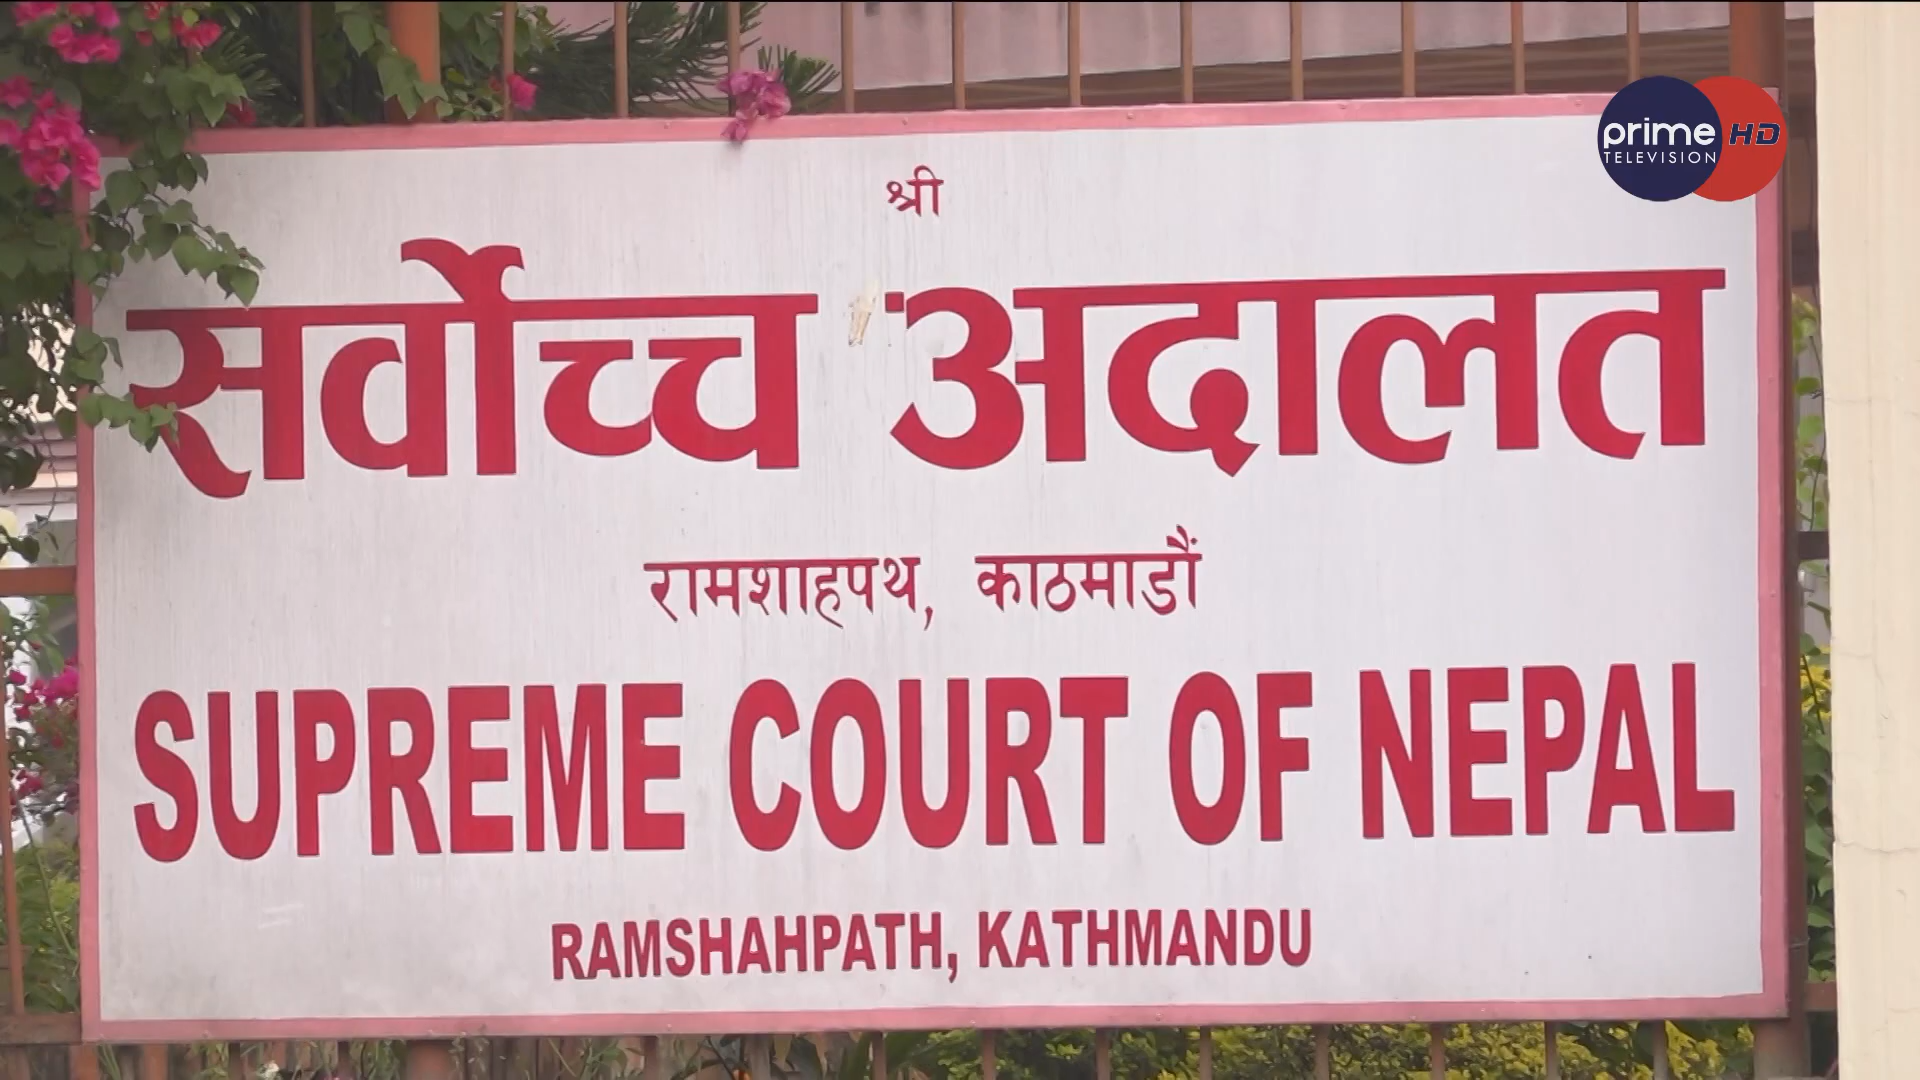 prime HD
TELEVISION
श्री
सर्वोच्च अदालत
रामशाहपथ, काठमाडौं
SUPREME COURT OF NEPAL
RAMSHAHPATH, KATHMANDU